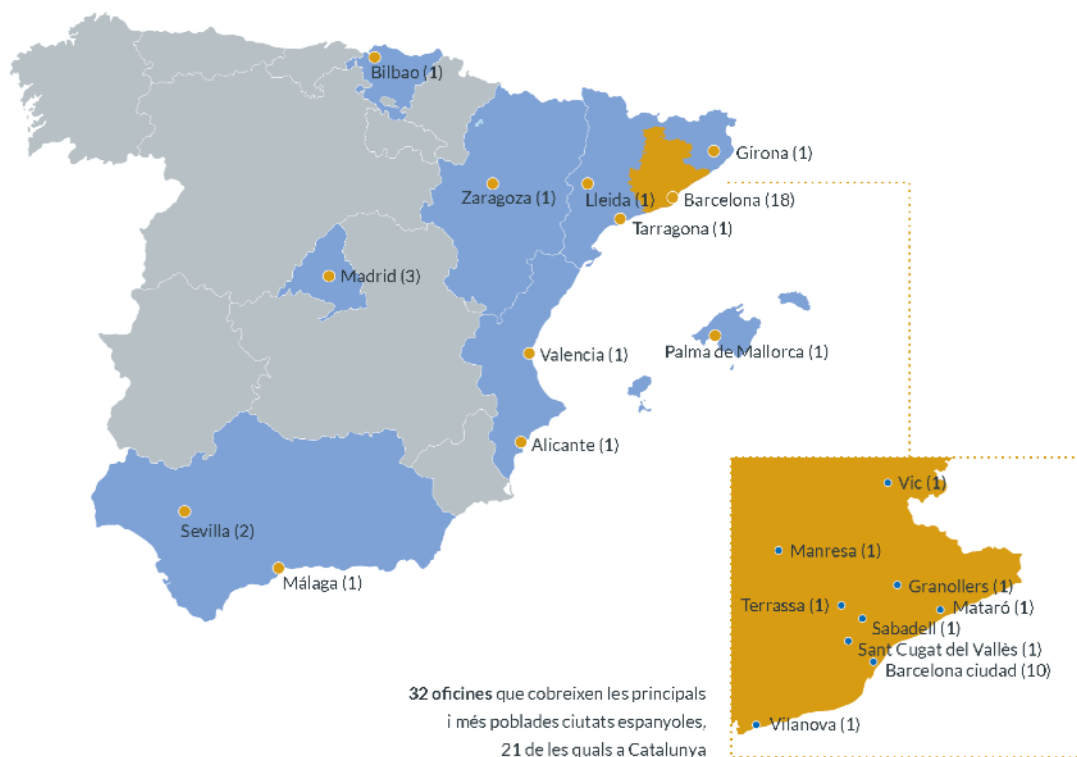 Bilbao (1)
Girona (1)
Zaragoza (1)
Lleida (1)
Barcelona (18)
Tarragona (1)
Madrid (3)
Valencia (1)
Palma de Mallorca (1)
Alicante (1)
Sevilla (2)
Málaga (1)
Vic (1)
Manresa (1)
Granollers (1)
Terrassa (1)
Mataró (1)
Sabadell (1)
Sant Cugat del Vallès (1)
Barcelona ciudad (10)
Vilanova (1)
32 oficines que cobreixen les principals
i més poblades ciutats espanyoles,
21 de les quals a Catalunya